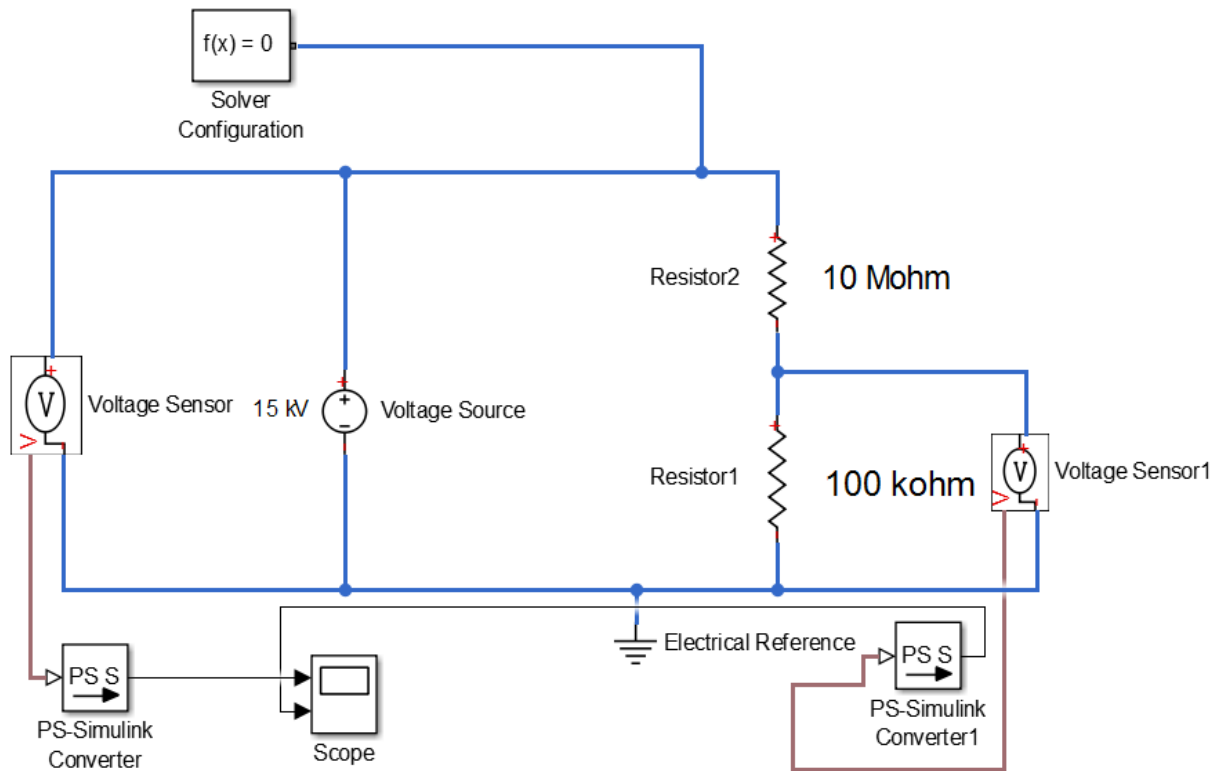 f(x) = 0
Solver
Configuration
Resistor2
10 Mohm
V
Voltage Sensor
15 kV
Voltage Source
Resistor1
100 kohm
V
Voltage Sensor1
V
V
Electrical Reference
PS S
PS-Simulink
Converter
Scope
PS S
PS-Simulink
Converter1